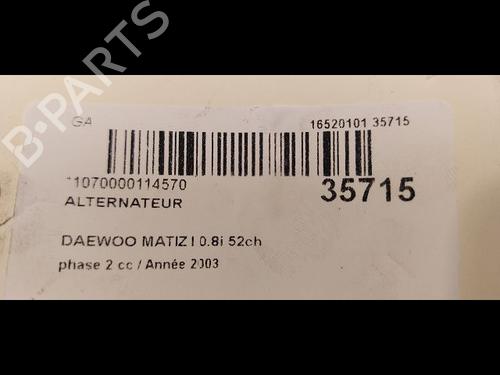 B-PARTS
GA
16520101 35715
*1070000114570
35715
ALTERNATEUR
DAEWOO MATIZ I 0.8i 52ch
phase 2 cc / Année 2003